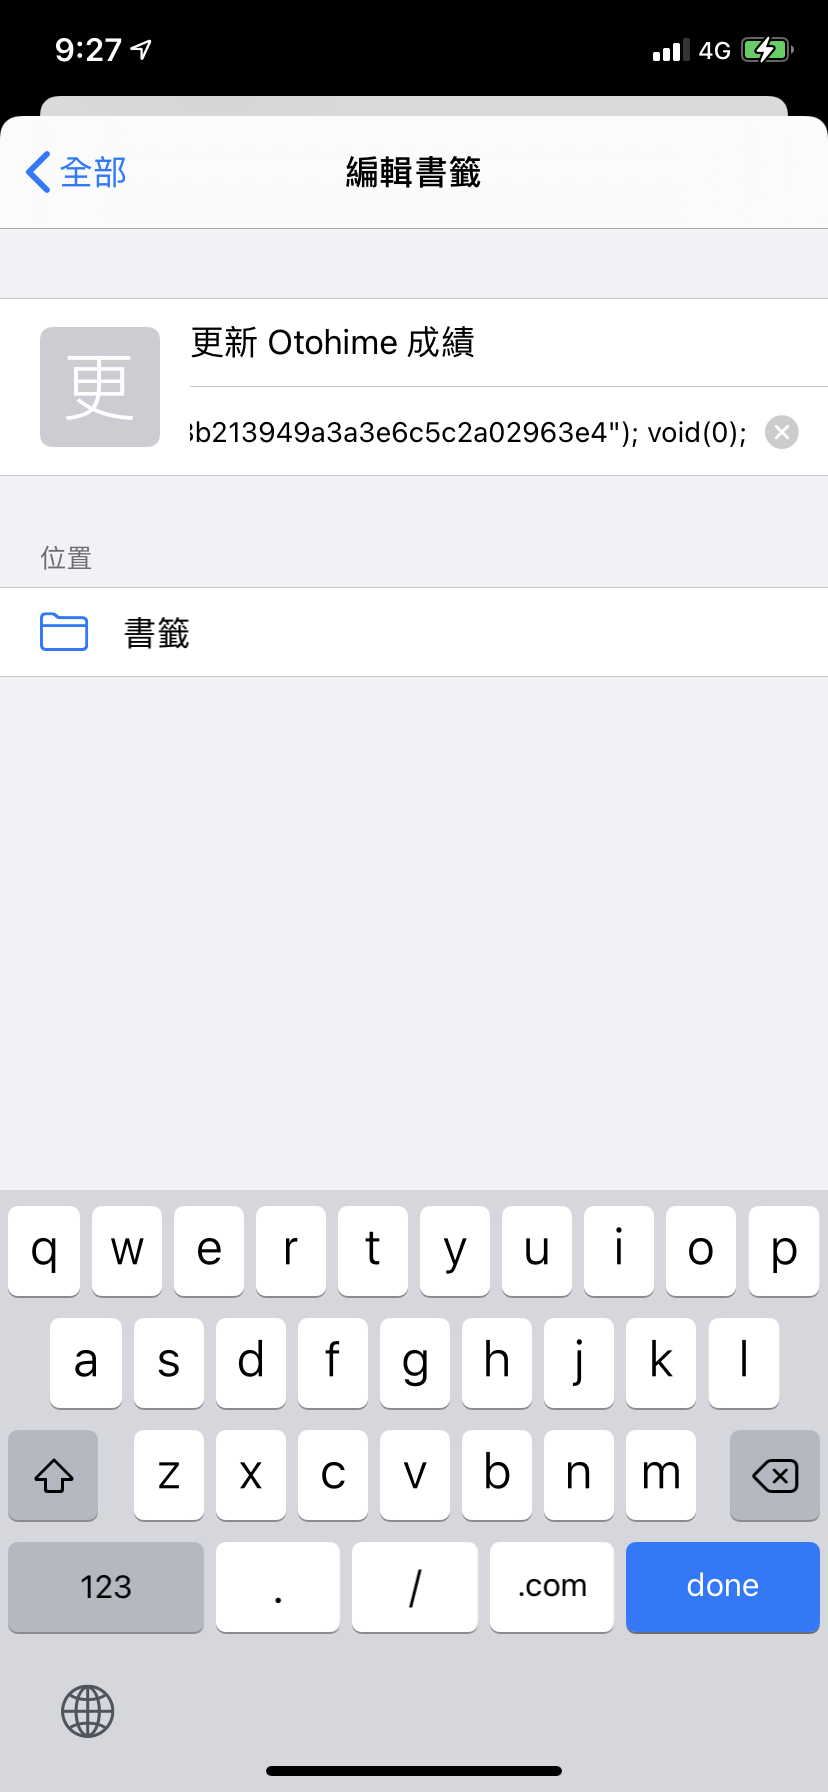 9:27
4G
全部
編輯書籤
更
更新 Otohime 成績
b213949a3a3e6c5c2a02963e4"); void(0);
位置
書籤
q w e r t y u i o p
a s d f g h j k l
z x c v b n m
123 . / .com done